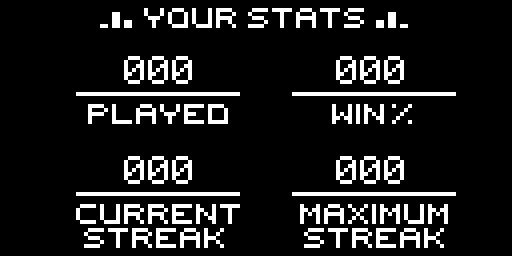 YOUR STATS
000 000
PLAYED WIN%
000 000
CURRENT MAXIMUM
STREAK STREAK